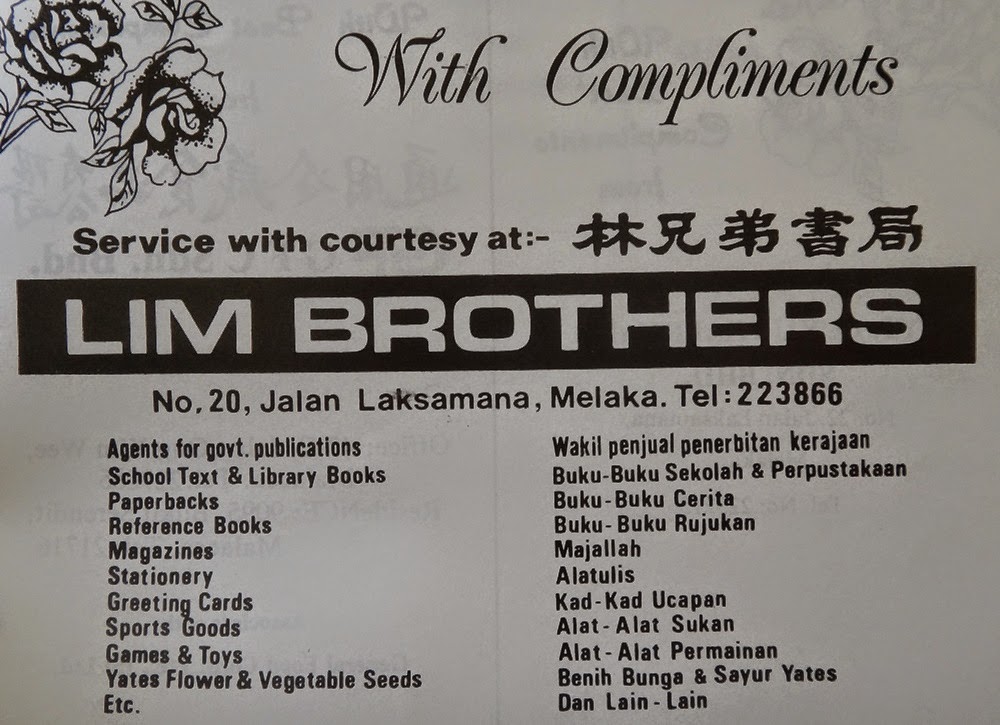 With Compliments
Service with courtesy at:- 林兄弟書局
LIM BROTHERS
No. 20, Jalan Laksamana, Melaka. Tel: 223866
Agents for govt. publications
School Text & Library Books
Paperbacks
Reference Books
Magazines
Stationery
Greeting Cards
Sports Goods
Games & Toys
Yates Flower & Vegetable Seeds
Etc.
Wakil penjual penerbitan kerajaan
Buku-Buku Sekolah & Perpustakaan
Buku-Buku Cerita
Buku-Buku Rujukan
Majallah
Alatulis
Kad-Kad Ucapan
Alat-Alat Sukan
Alat-Alat Permainan
Benih Bunga & Sayur Yates
Dan Lain-Lain